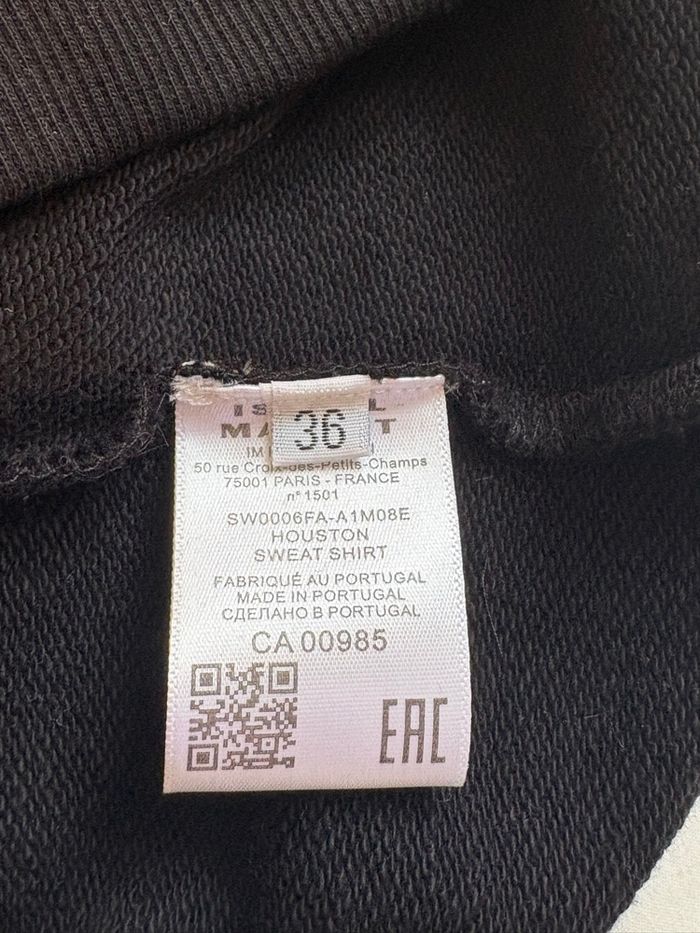 36
IM
50 rue Croix-des-Petits-Champs
75001 PARIS - FRANCE
n°1501
SW0006FA-A1M08E
HOUSTON
SWEAT SHIRT
FABRIQUÉ AU PORTUGAL
MADE IN PORTUGAL
СДЕЛАНО В PORTUGAL
CA 00985
EAC